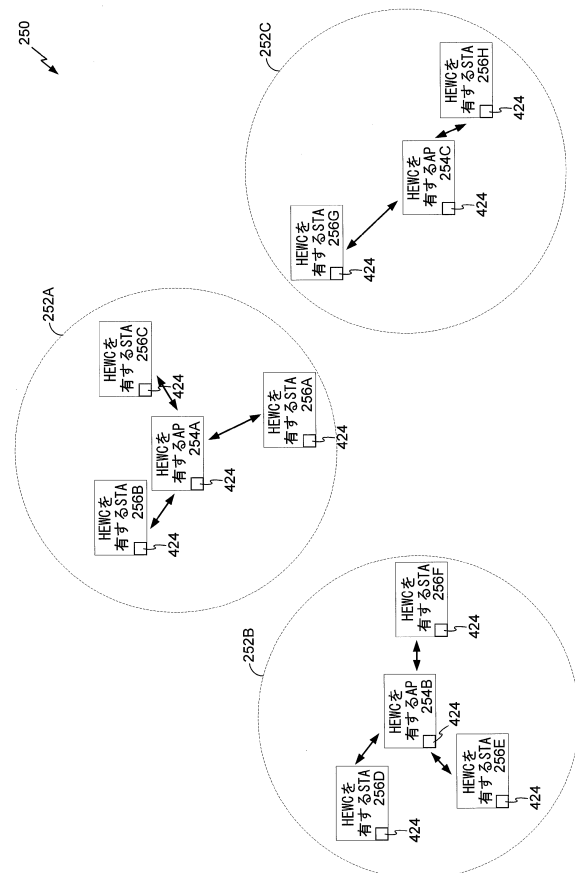 250
252A
HEWCを
有するSTA
256B
424
HEWCを
有するAP
254A
424
HEWCを
有するSTA
256C
424
HEWCを
有するSTA
256A
424
252B
HEWCを
有するSTA
256D
424
HEWCを
有するAP
254B
424
HEWCを
有するSTA
256E
424
HEWCを
有するSTA
256F
424
252C
HEWCを
有するSTA
256G
424
HEWCを
有するAP
254C
424
HEWCを
有するSTA
256H
424